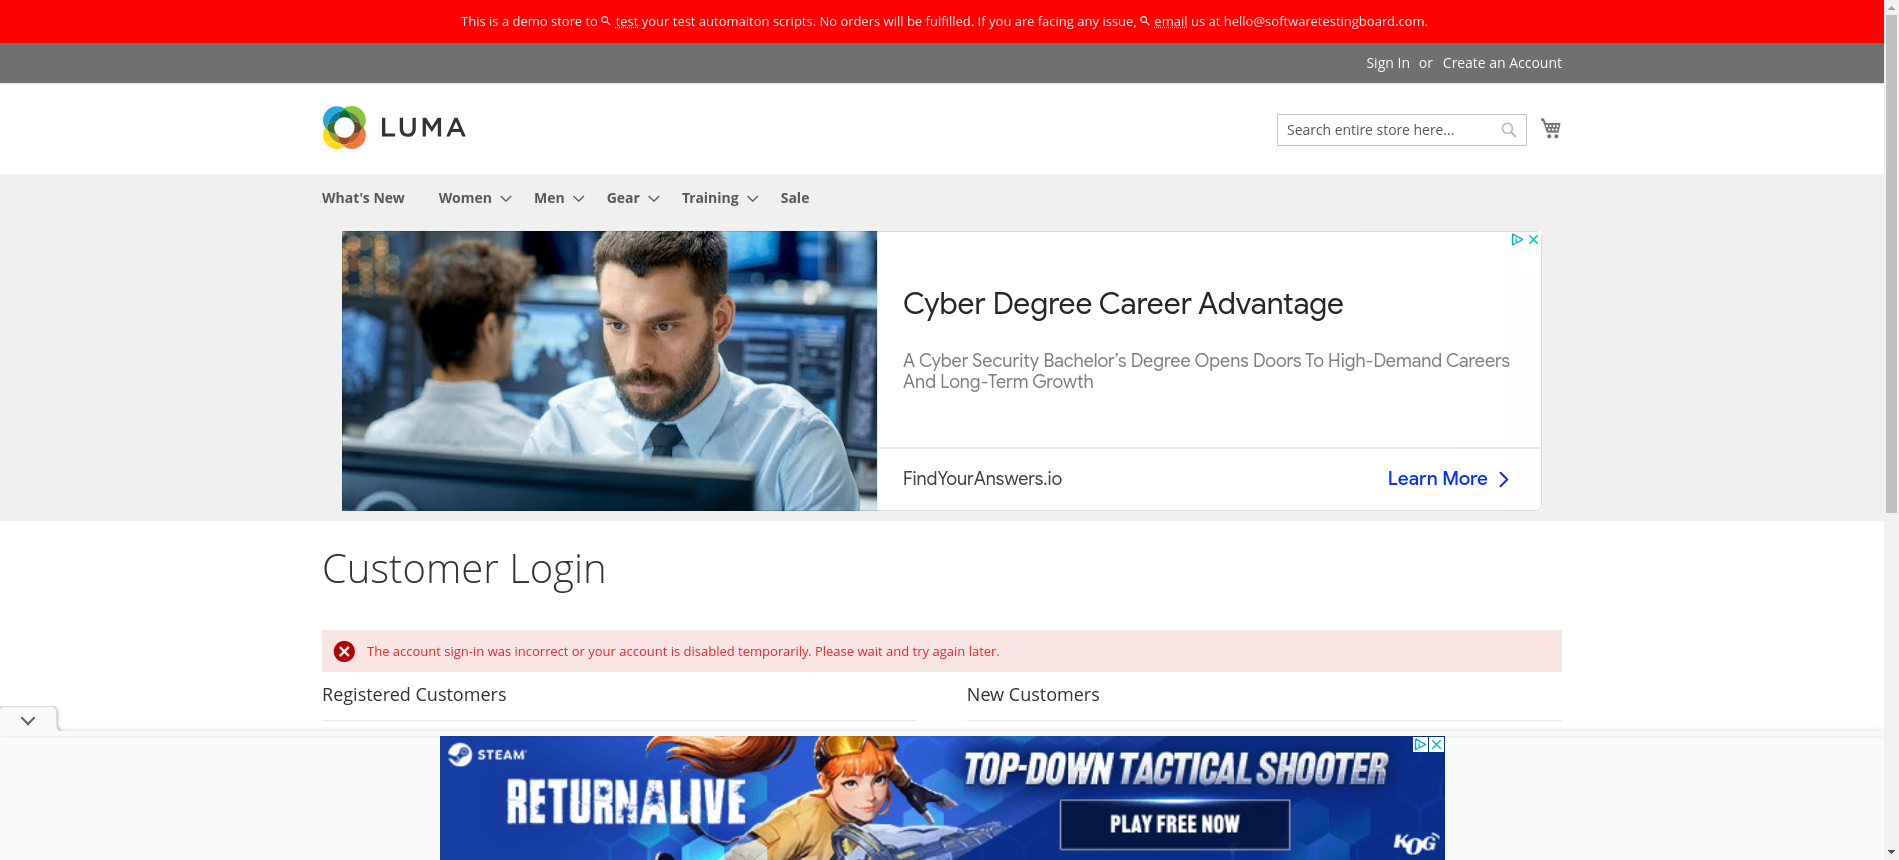 This is a demo store to test your test automaiton scripts. No orders will be fulfilled. If you are facing any issue, email us at hello@softwaretestingboard.com.
Sign In or Create an Account
LUMA
Search entire store here...
What's New Women Men Gear Training Sale
Cyber Degree Career Advantage
A Cyber Security Bachelor's Degree Opens Doors To High-Demand Careers
And Long-Term Growth
FindYourAnswers.io
Learn More
Customer Login
The account sign-in was incorrect or your account is disabled temporarily. Please wait and try again later.
Registered Customers
New Customers
STEAM
RETURN ALIVE
TOP-DOWN TACTICAL SHOOTER
PLAY FREE NOW
KOG